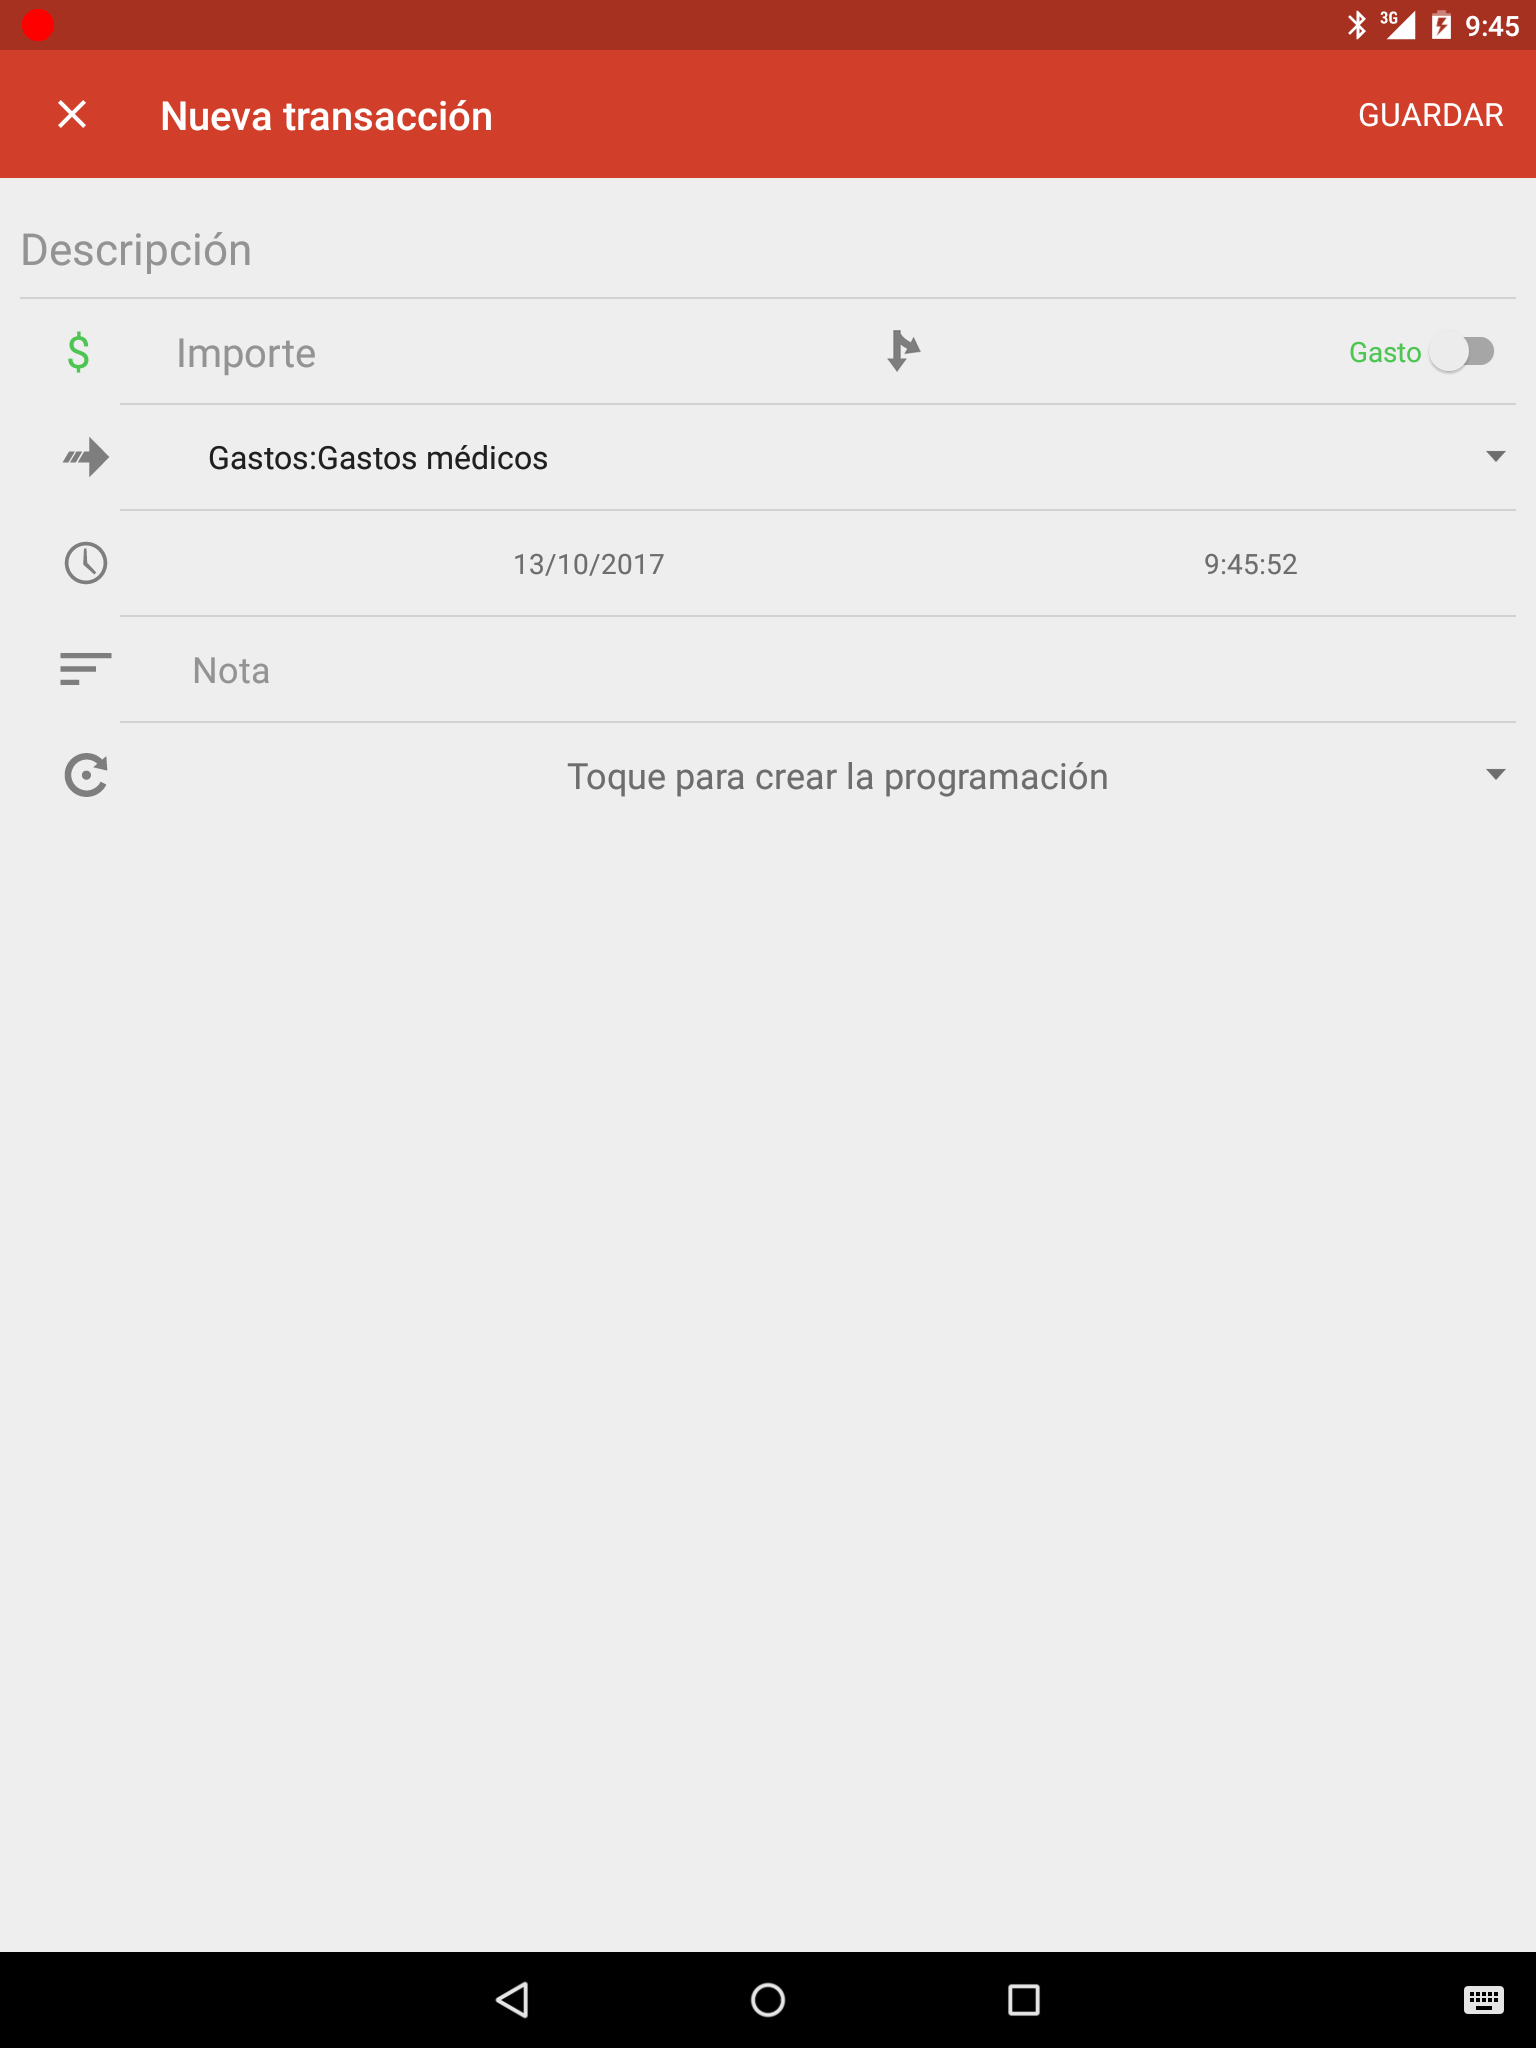 3G 9:45
Nueva transacción GUARDAR
Descripción
$ Importe Gasto
Gastos:Gastos médicos
13/10/2017 9:45:52
Nota
Toque para crear la programación